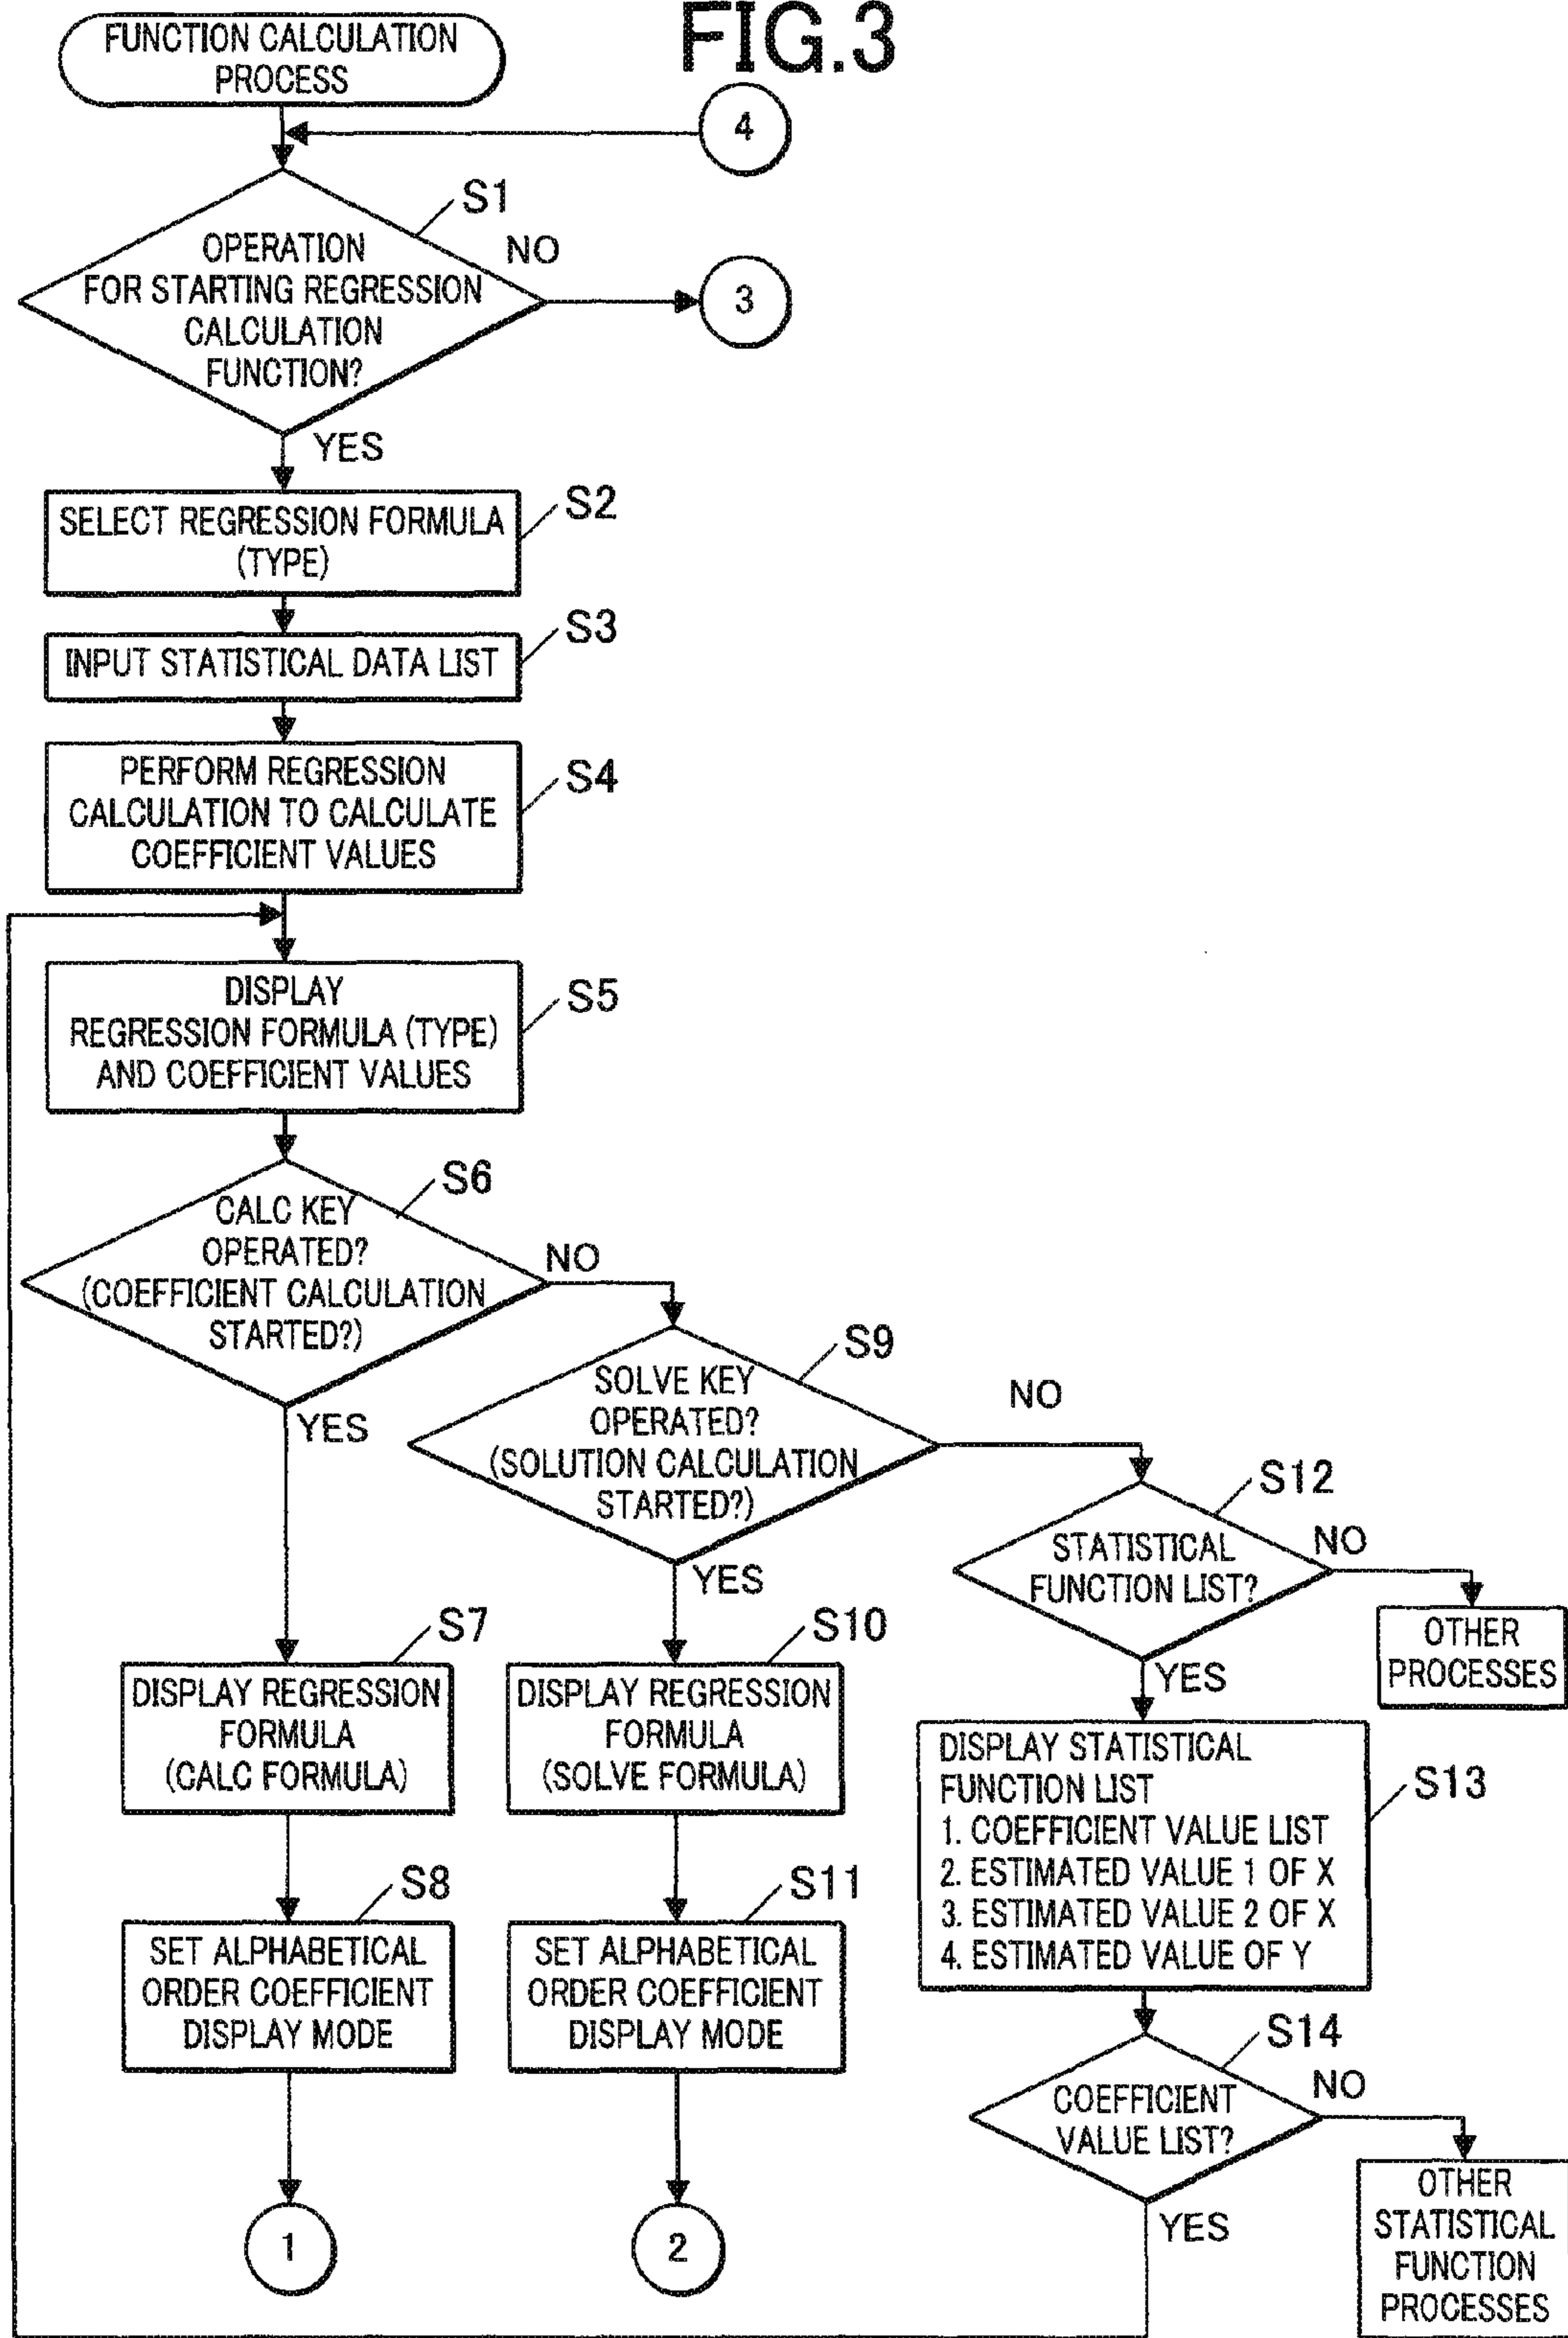 FIG.3
FUNCTION CALCULATION
PROCESS
4
S1
OPERATION
FOR STARTING REGRESSION
CALCULATION
FUNCTION?
NO
3
YES
S2
SELECT REGRESSION FORMULA
(TYPE)
S3
INPUT STATISTICAL DATA LIST
S4
PERFORM REGRESSION
CALCULATION TO CALCULATE
COEFFICIENT VALUES
S5
DISPLAY
REGRESSION FORMULA (TYPE)
AND COEFFICIENT VALUES
S6
CALC KEY
OPERATED?
(COEFFICIENT CALCULATION
STARTED?)
NO
YES
S9
SOLVE KEY
OPERATED?
(SOLUTION CALCULATION
STARTED?)
NO
YES
S12
STATISTICAL
FUNCTION LIST?
NO
YES
OTHER
PROCESSES
S7
DISPLAY REGRESSION
FORMULA
(CALC FORMULA)
S10
DISPLAY REGRESSION
FORMULA
(SOLVE FORMULA)
S13
DISPLAY STATISTICAL
FUNCTION LIST
1. COEFFICIENT VALUE LIST
2. ESTIMATED VALUE 1 OF X
3. ESTIMATED VALUE 2 OF X
4. ESTIMATED VALUE OF Y
S8
SET ALPHABETICAL
ORDER COEFFICIENT
DISPLAY MODE
S11
SET ALPHABETICAL
ORDER COEFFICIENT
DISPLAY MODE
S14
COEFFICIENT
VALUE LIST?
NO
YES
OTHER
STATISTICAL
FUNCTION
PROCESSES
1
2